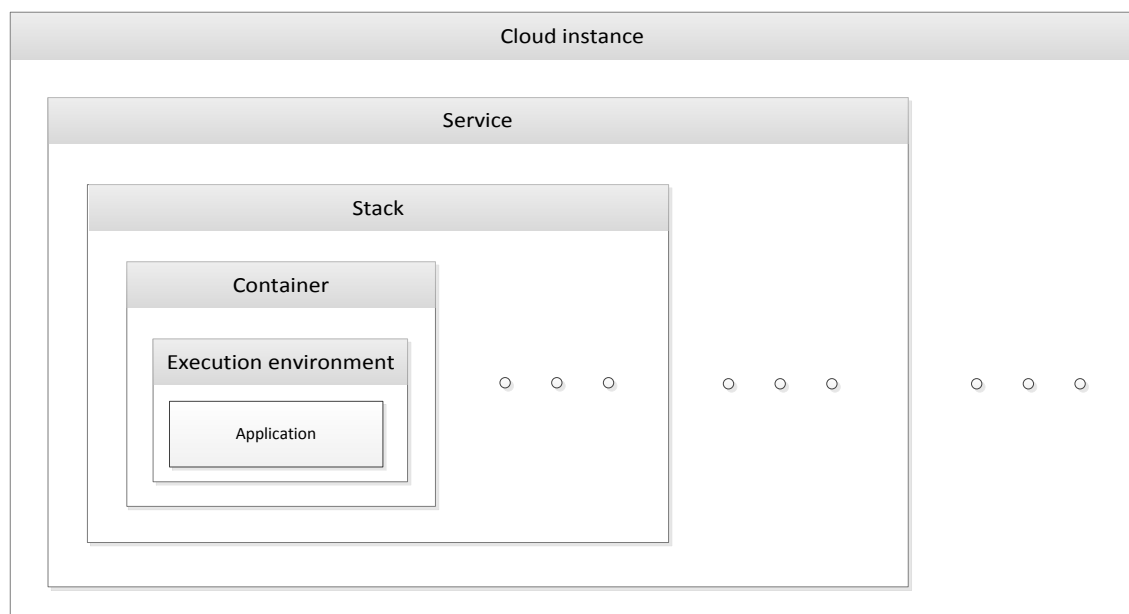 Cloud instance
Service
Stack
Container
Execution environment
Application